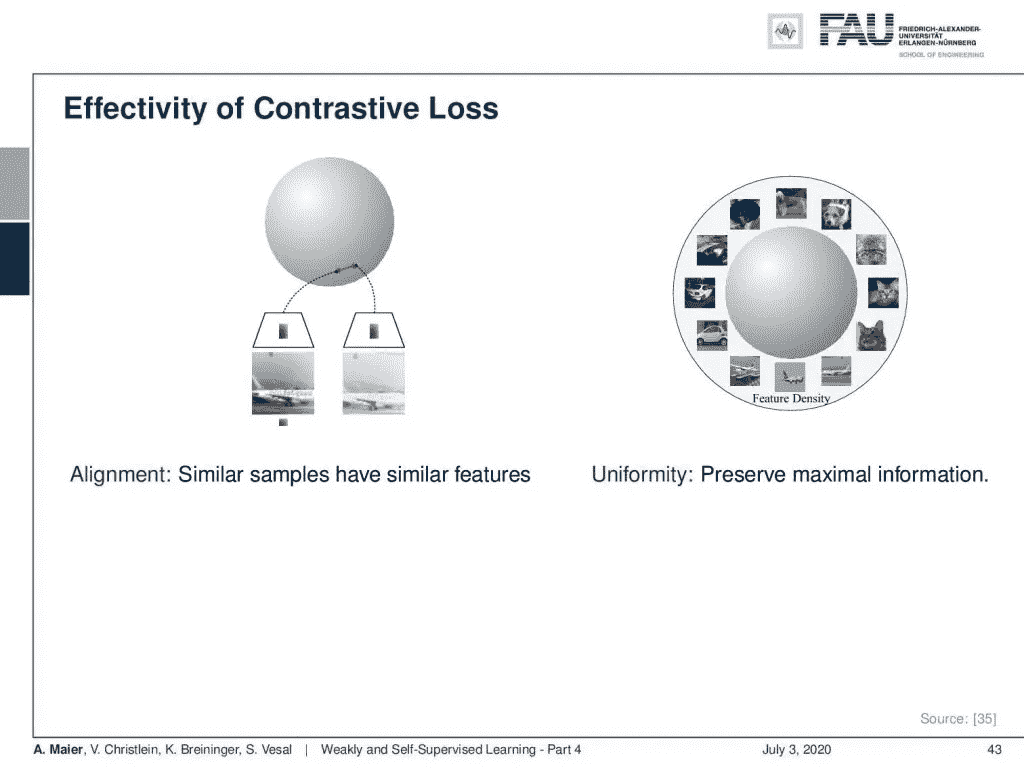 FAU
FRIEDRICH-ALEXANDER-
UNIVERSITÄT
ERLANGEN-NÜRNBERG
SCHOOL OF ENGINEERING
Effectivity of Contrastive Loss
Feature Density
Alignment: Similar samples have similar features
Uniformity: Preserve maximal information.
Source: [35]
A. Maier, V. Christlein, K. Breininger, S. Vesal | Weakly and Self-Supervised Learning - Part 4 July 3, 2020 43